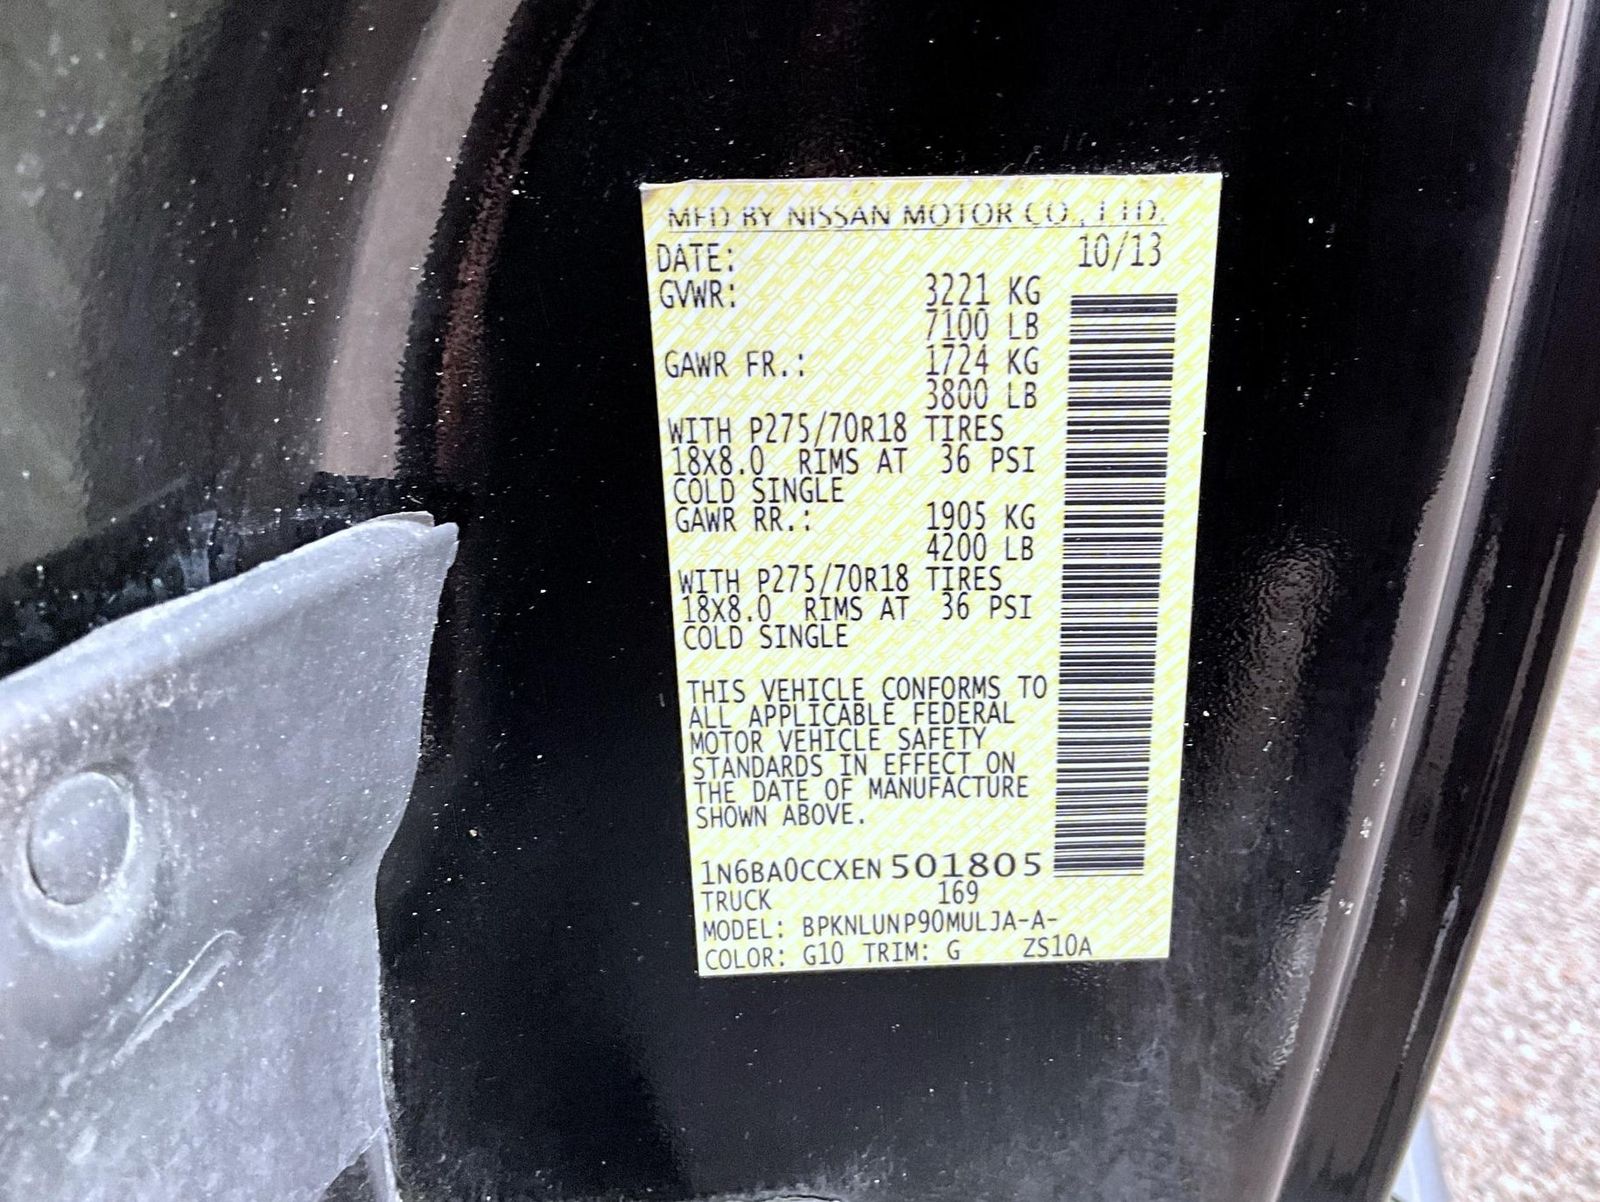 MFD BY NISSAN MOTOR CO., LTD.
DATE: 10/13
GVWR: 3221 KG
7100 LB
GAWR FR.: 1724 KG
3800 LB
WITH P275/70R18 TIRES
18X8.0 RIMS AT 36 PSI
COLD SINGLE
GAWR RR.: 1905 KG
4200 LB
WITH P275/70R18 TIRES
18X8.0 RIMS AT 36 PSI
COLD SINGLE
THIS VEHICLE CONFORMS TO
ALL APPLICABLE FEDERAL
MOTOR VEHICLE SAFETY
STANDARDS IN EFFECT ON
THE DATE OF MANUFACTURE
SHOWN ABOVE.
1N6BA0CCXEN 501805
TRUCK 169
MODEL: BPKNLUNP90MULJA-A-
COLOR: G10 TRIM: G ZS10A